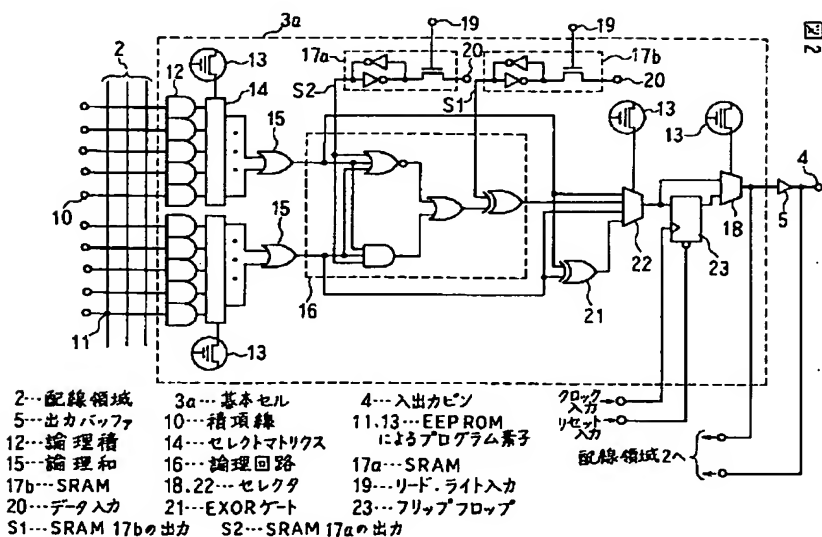 3a
19
19
図2
2
12
13
17a
20
17b
14
S2
S1
20
15
13
13
4
10
18
5
15
22
23
16
21
11
13
クロック入力
リセット入力
配線領域2へ
2…配線領域 3a…基本セル 4…入出力ピン
5…出力バッファ 10…積項線 11,13…EEPROMによるプログラム素子
12…論理積 14…セレクトマトリクス
15…論理和 16…論理回路 17a…SRAM
17b…SRAM 18.22…セレクタ 19…リード.ライト入力
20…データ入力 21…EXORゲート 23…フリップフロップ
S1…SRAM 17bの出力 S2…SRAM 17aの出力